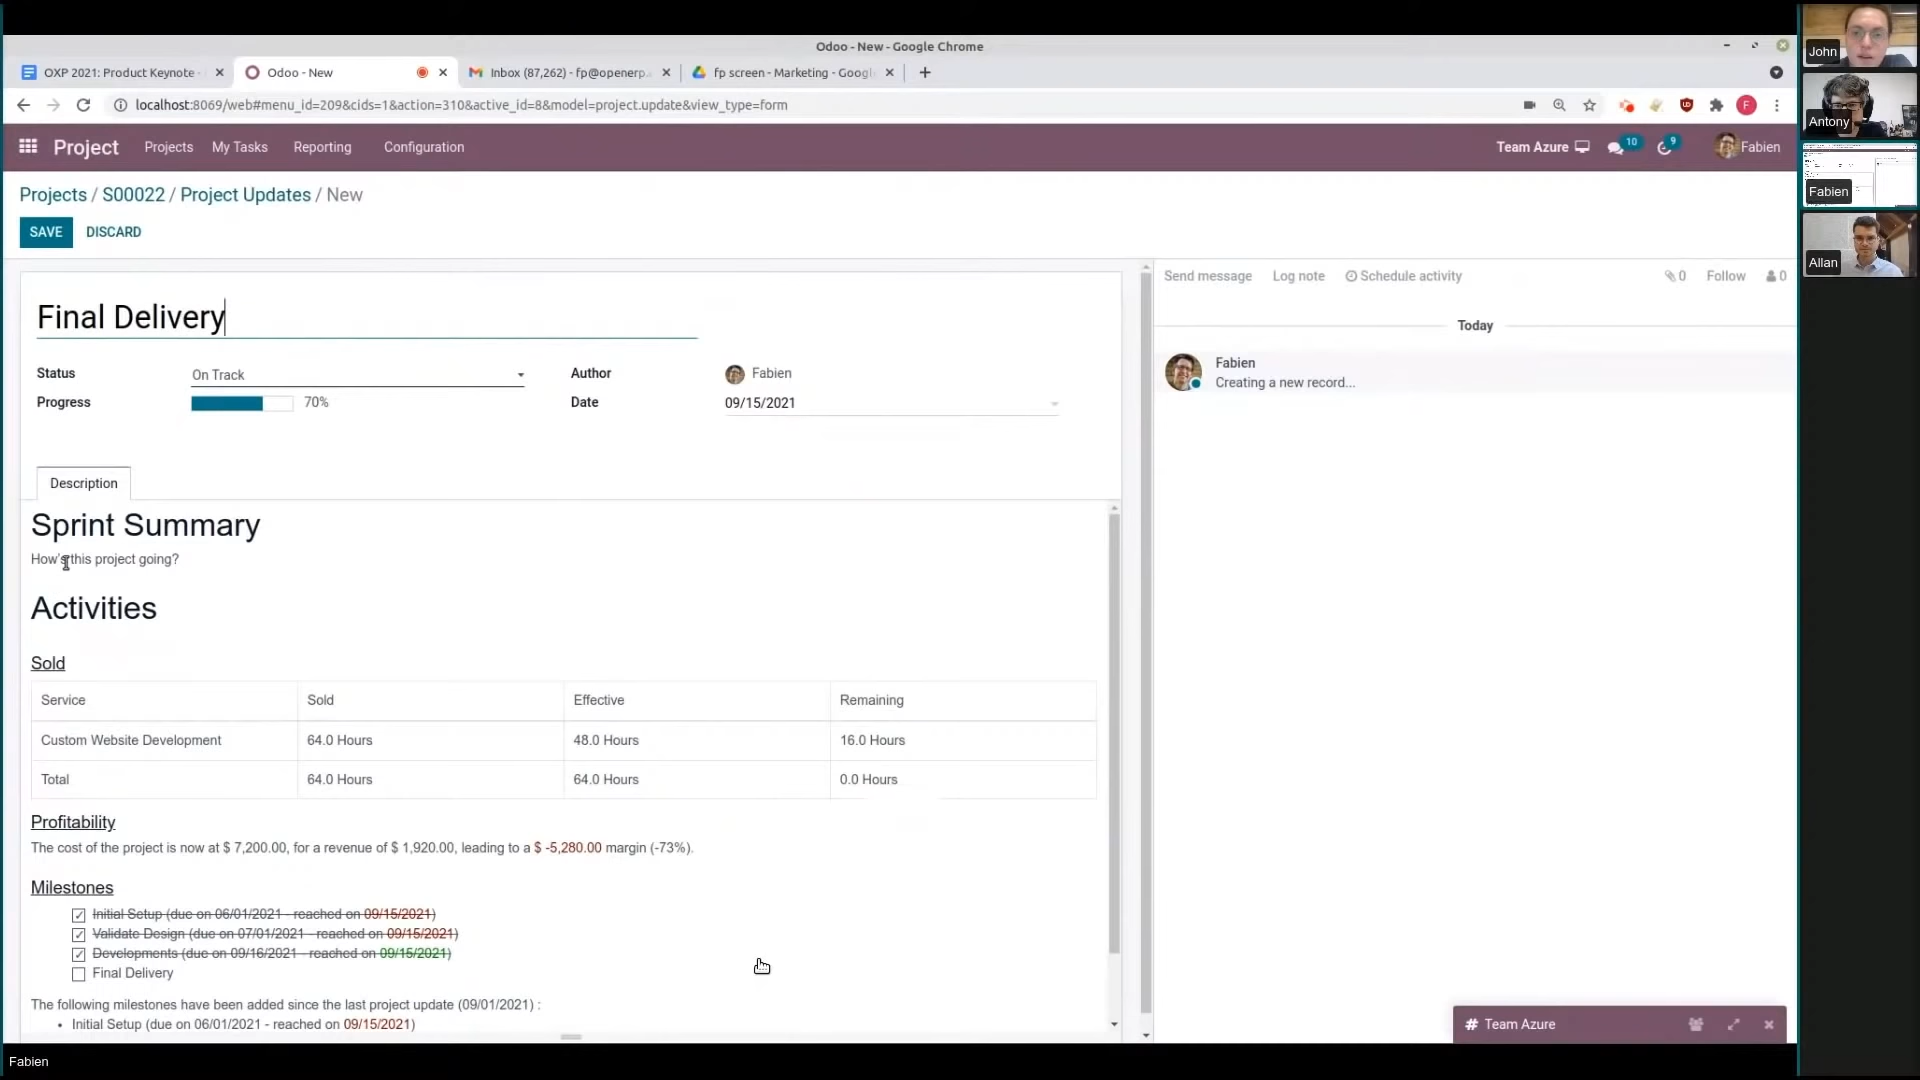 Odoo - New - Google Chrome
OXP 2021: Product Keynote -
Odoo - New
Inbox (87,262) - fp@openerp.
fp screen - Marketing - Googl
localhost:8069/web#menu_id=209&cids=1&action=310&active_id=8&model=project.update&view_type=form
F
Project
Projects
My Tasks
Reporting
Configuration
Team Azure
10
9
Fabien
Projects / S00022 / Project Updates / New
SAVE
DISCARD
Final Delivery
Status
On Track
Author
Fabien
Progress
70%
Date
09/15/2021
Description
Sprint Summary
How's this project going?
Activities
Sold
Service Sold Effective Remaining
Custom Website Development 64.0 Hours 48.0 Hours 16.0 Hours
Total 64.0 Hours 64.0 Hours 0.0 Hours
Profitability
The cost of the project is now at $ 7,200.00, for a revenue of $ 1,920.00, leading to a $ -5,280.00 margin (-73%).
Milestones
Initial Setup (due on 06/01/2021 - reached on 09/15/2021)
Validate Design (due on 07/01/2021 - reached on 09/15/2021)
Developments (due on 09/16/2021 - reached on 09/15/2021)
Final Delivery
The following milestones have been added since the last project update (09/01/2021) :
• Initial Setup (due on 06/01/2021 - reached on 09/15/2021)
Send message
Log note
Schedule activity
0
Follow
0
Today
Fabien
Creating a new record...
# Team Azure
John
Antony
Fabien
Allan
Fabien